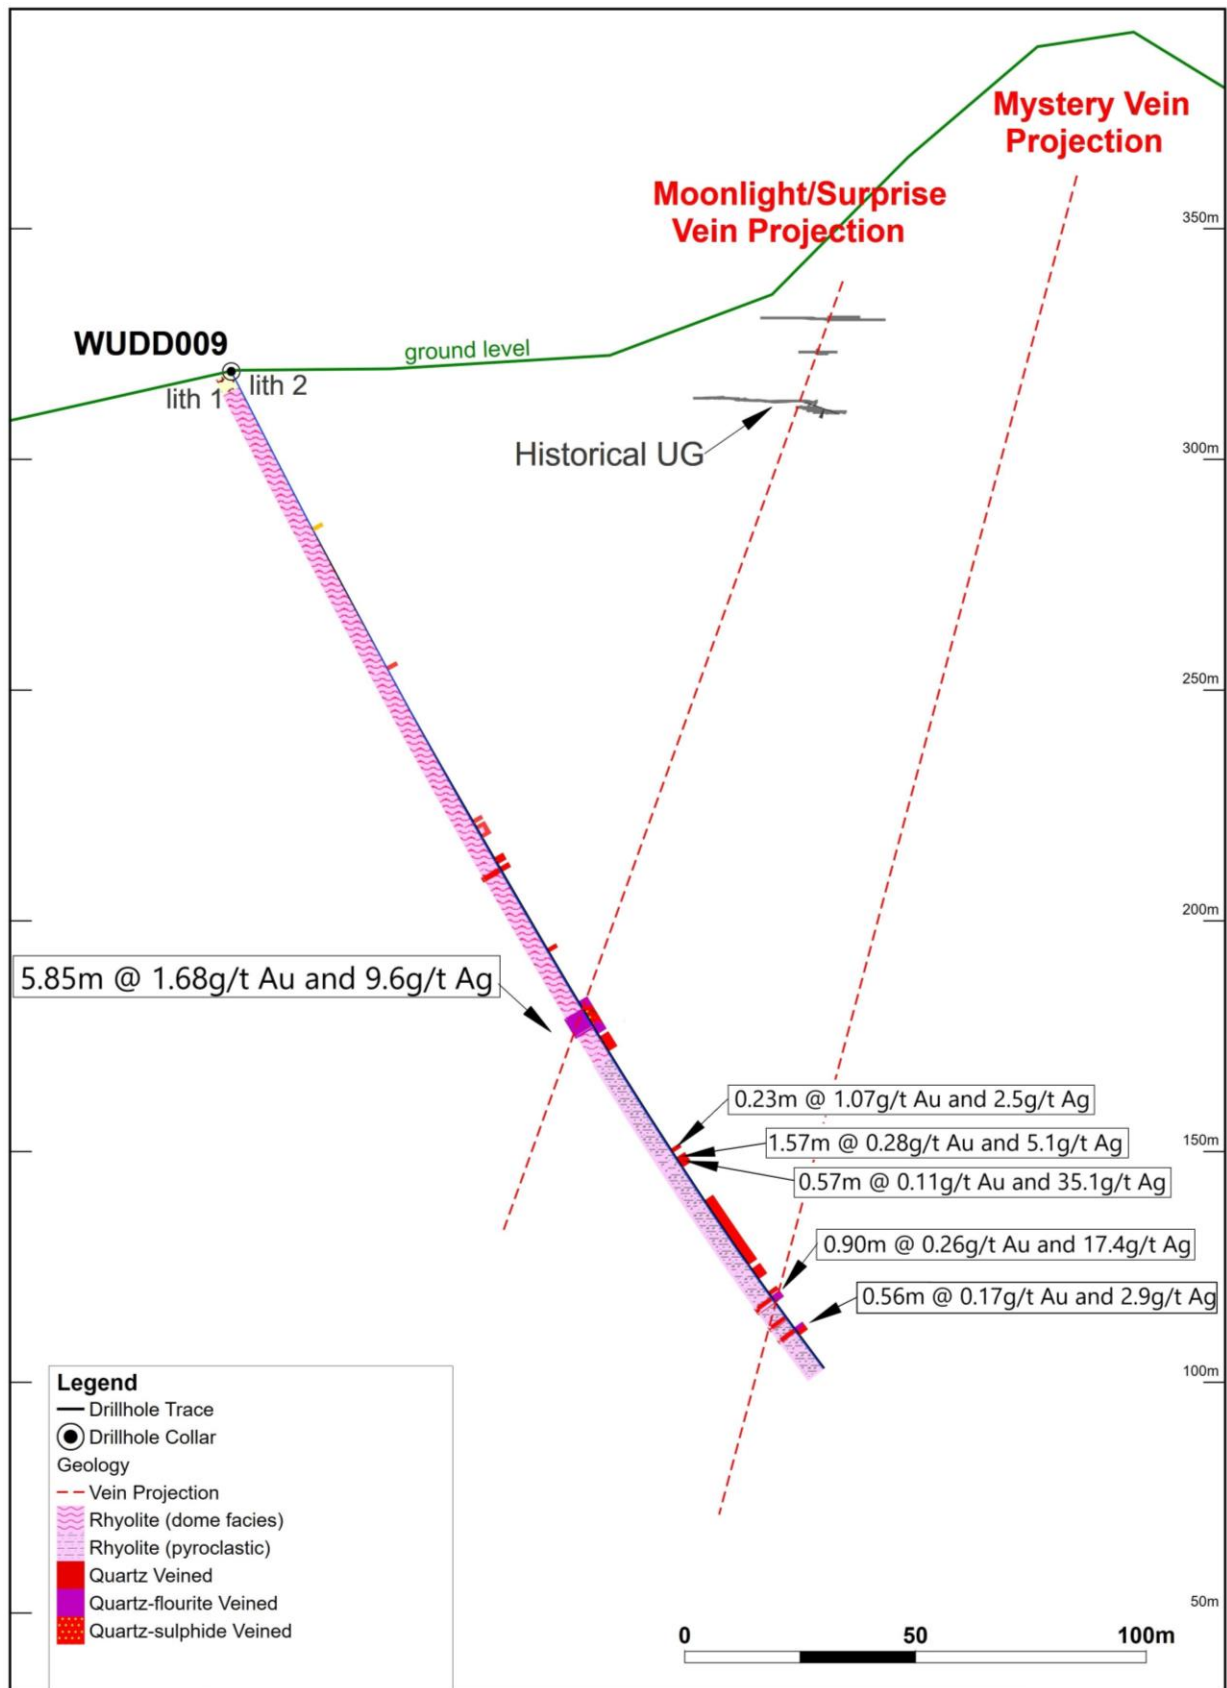 Mystery Vein
Projection
Moonlight/Surprise
Vein Projection
350m
WUDD009
ground level
lith 1
lith 2
Historical UG
300m
250m
200m
5.85m @ 1.68g/t Au and 9.6g/t Ag
0.23m @ 1.07g/t Au and 2.5g/t Ag
1.57m @ 0.28g/t Au and 5.1g/t Ag
150m
0.57m @ 0.11g/t Au and 35.1g/t Ag
0.90m @ 0.26g/t Au and 17.4g/t Ag
0.56m @ 0.17g/t Au and 2.9g/t Ag
100m
Legend
Drillhole Trace
Drillhole Collar
Geology
Vein Projection
Rhyolite (dome facies)
Rhyolite (pyroclastic)
Quartz Veined
Quartz-flourite Veined
Quartz-sulphide Veined
50m
0 50 100m